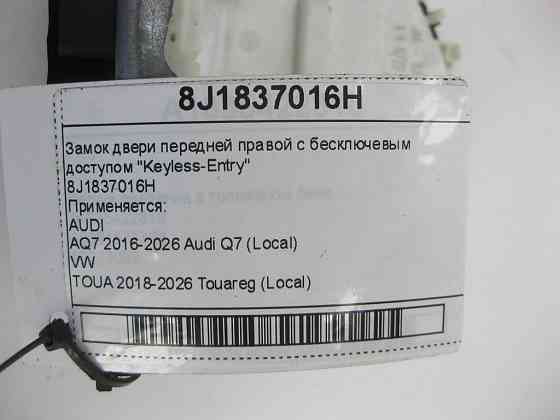 8J1837016H
Замок двери передней правой с бесключевым
доступом "Keyless-Entry"
8J1837016H
Применяется:
AUDI
AQ7 2016-2026 Audi Q7 (Local)
VW
TOUA 2018-2026 Touareg (Local)